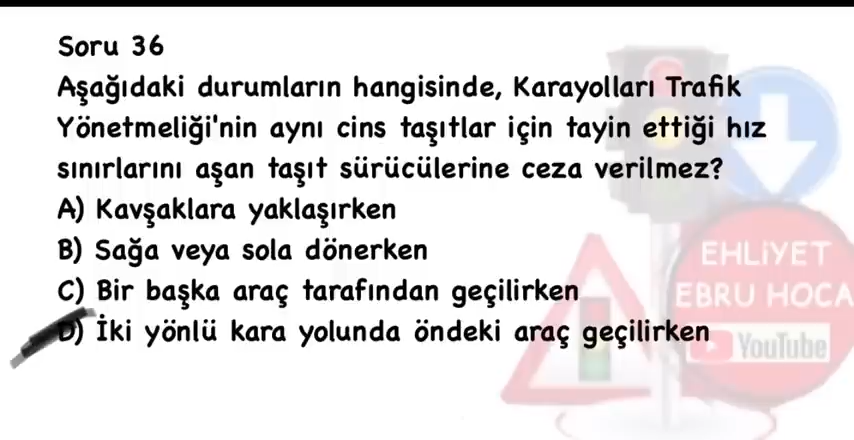 Soru 36
Aşağıdaki durumların hangisinde, Karayolları Trafik
Yönetmeliği'nin aynı cins taşıtlar için tayin ettiği hız
sınırlarını aşan taşıt sürücülerine ceza verilmez?
A) Kavşaklara yaklaşırken
B) Sağa veya sola dönerken
C) Bir başka araç tarafından geçilirken
D) İki yönlü kara yolunda öndeki araç geçilirken
EHLİYET
EBRU HOCA
YouTube